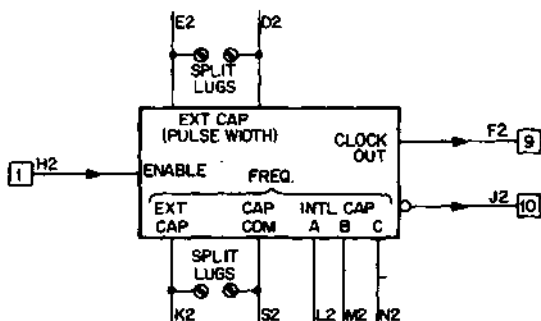 E2 D2
SPLIT
LUGS
EXT CAP
(PULSE WIDTH)
CLOCK
OUT
F2 9
1 H2
ENABLE
FREQ.
J2 10
EXT CAP INTL CAP
CAP COM A B C
SPLIT
LUGS
K2 S2 L2 M2 N2